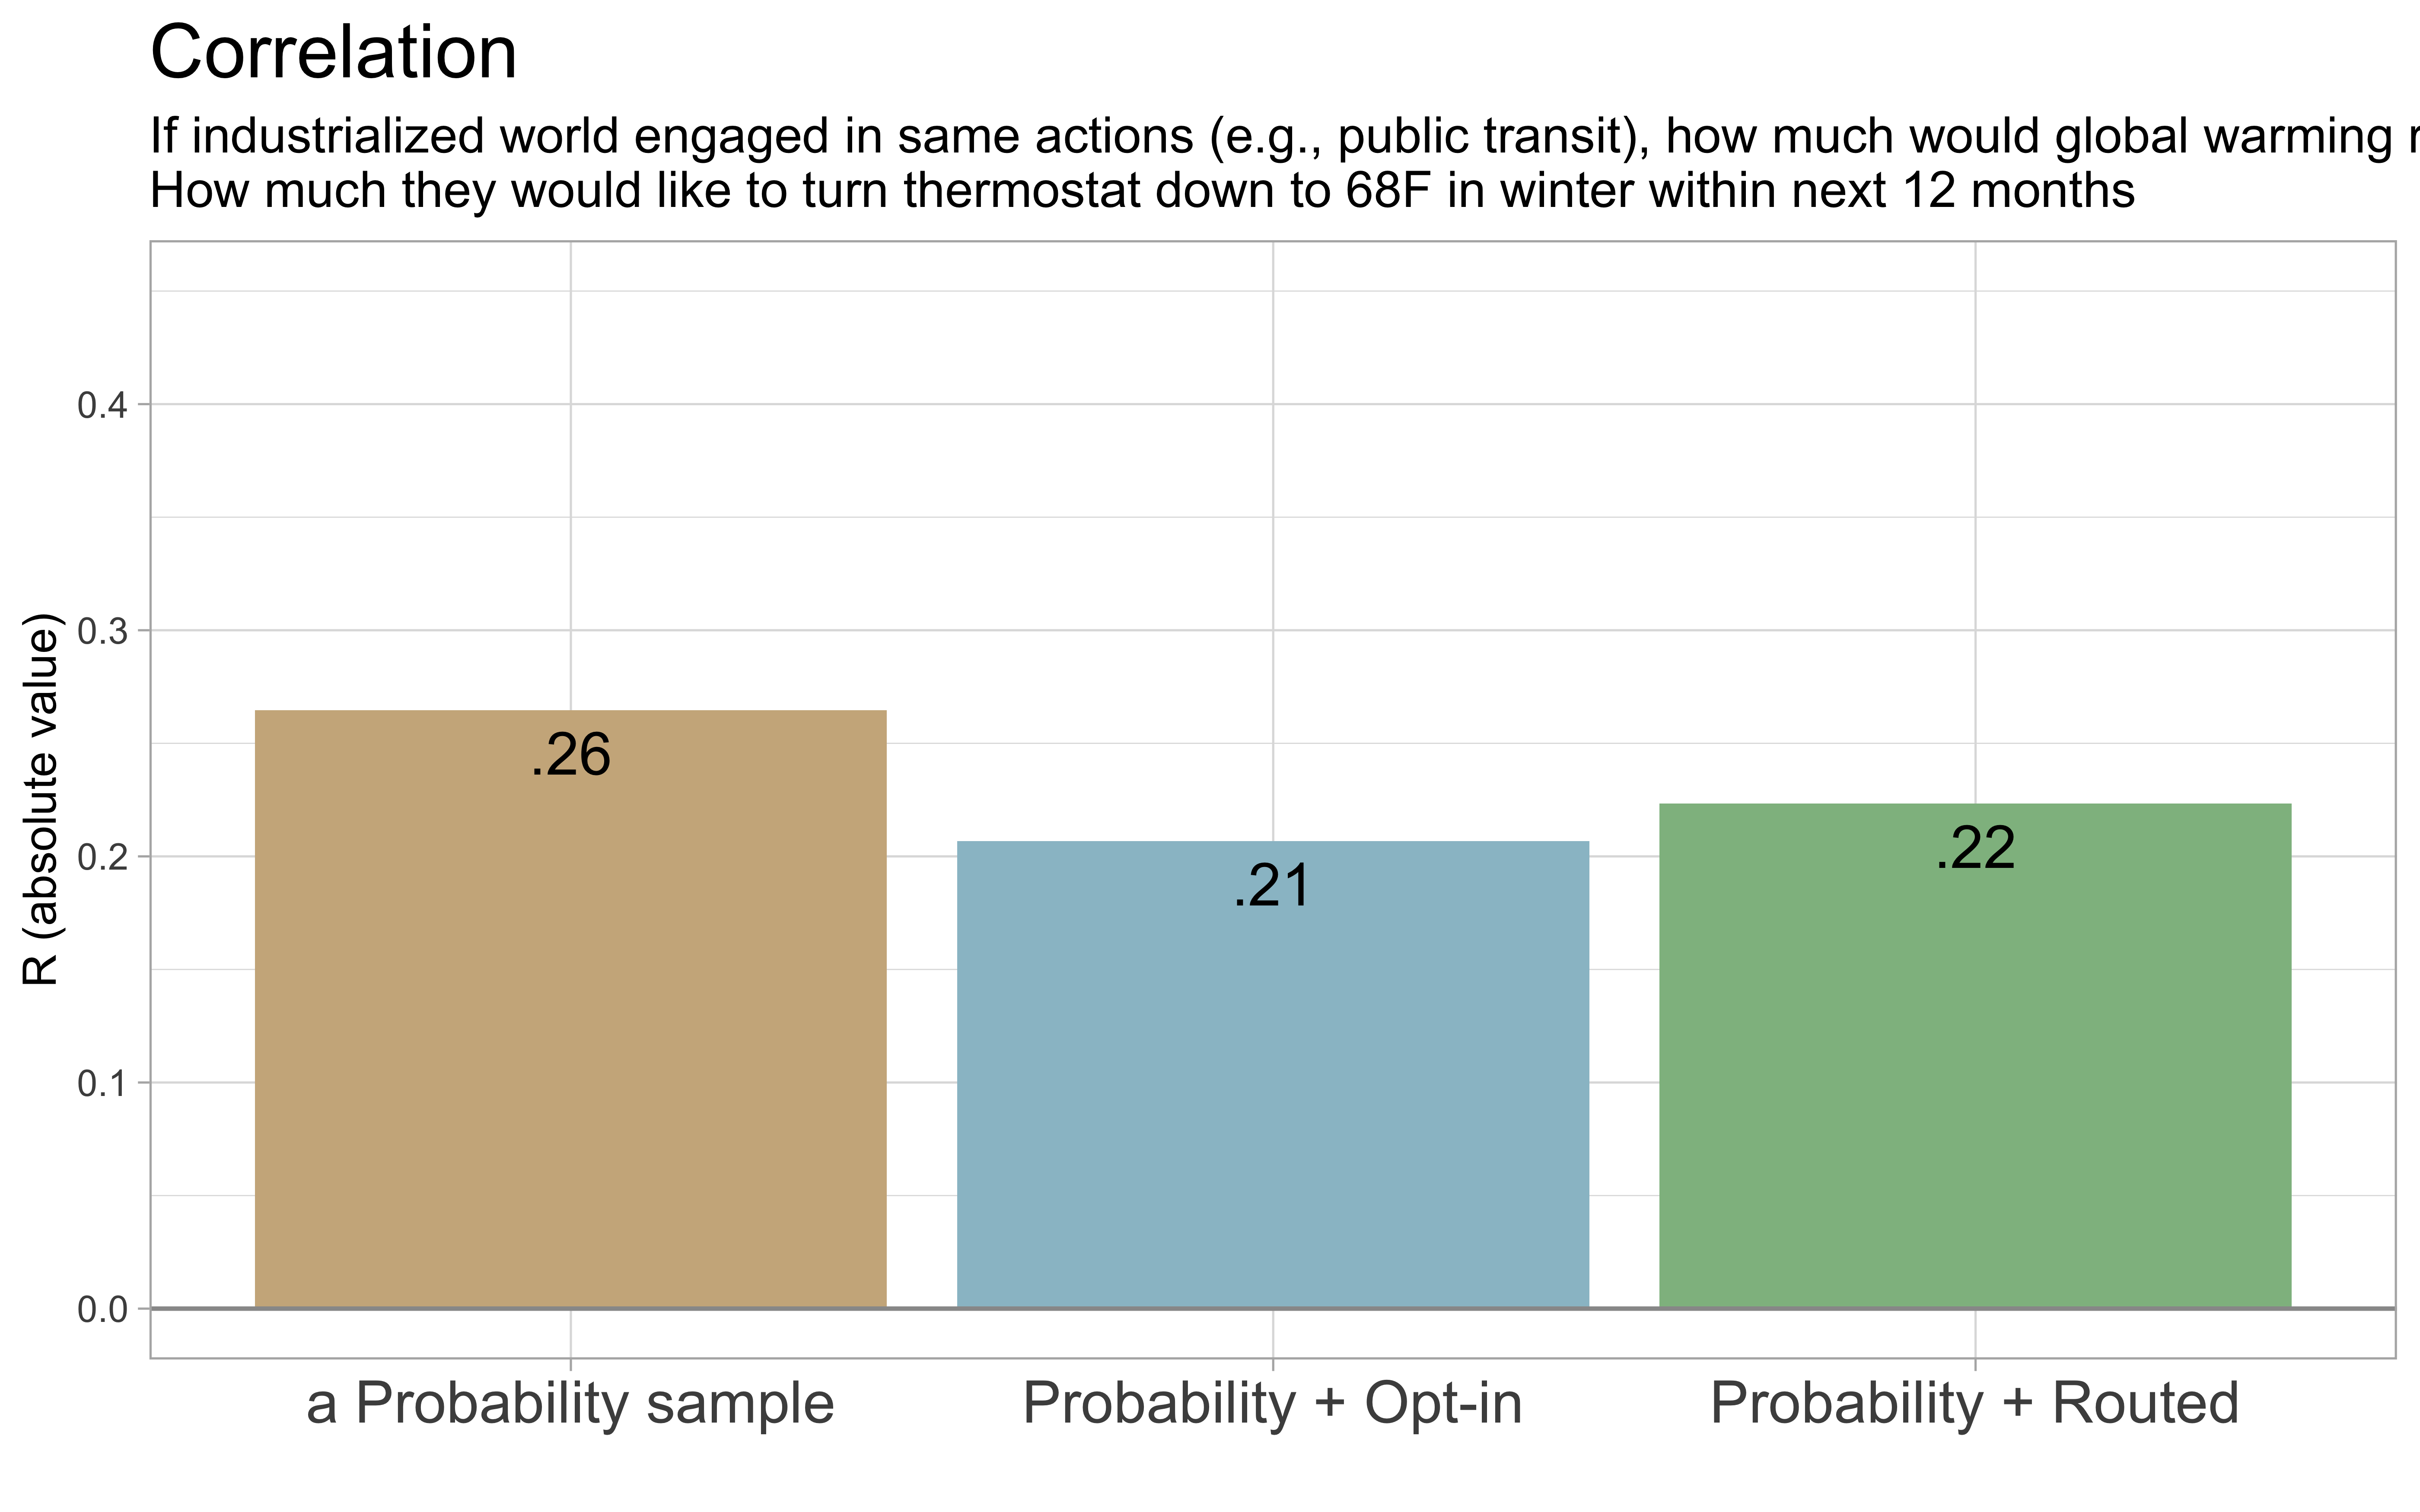 Correlation
If industrialized world engaged in same actions (e.g., public transit), how much would global warming
How much they would like to turn thermostat down to 68F in winter within next 12 months
R (absolute value)
0.4
0.3
0.2
0.1
0.0
.26
.21
.22
a Probability sample
Probability + Opt-in
Probability + Routed